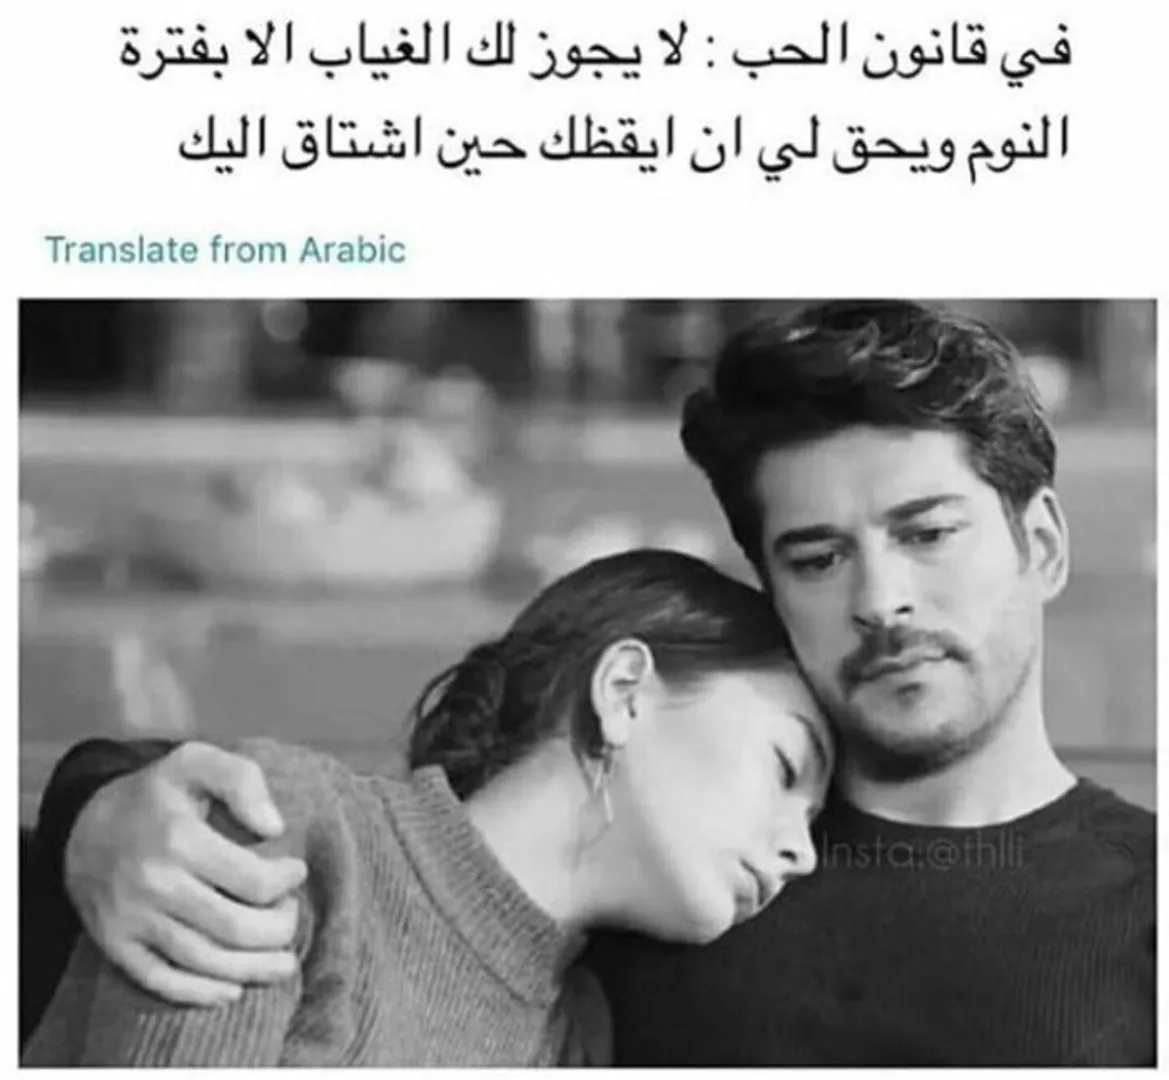 في قانون الحب : لا يجوز لك الغياب الا بفترة
النوم ويحق لي ان ايقظك حين اشتاق اليك
Translate from Arabic
Insta:@fhlli